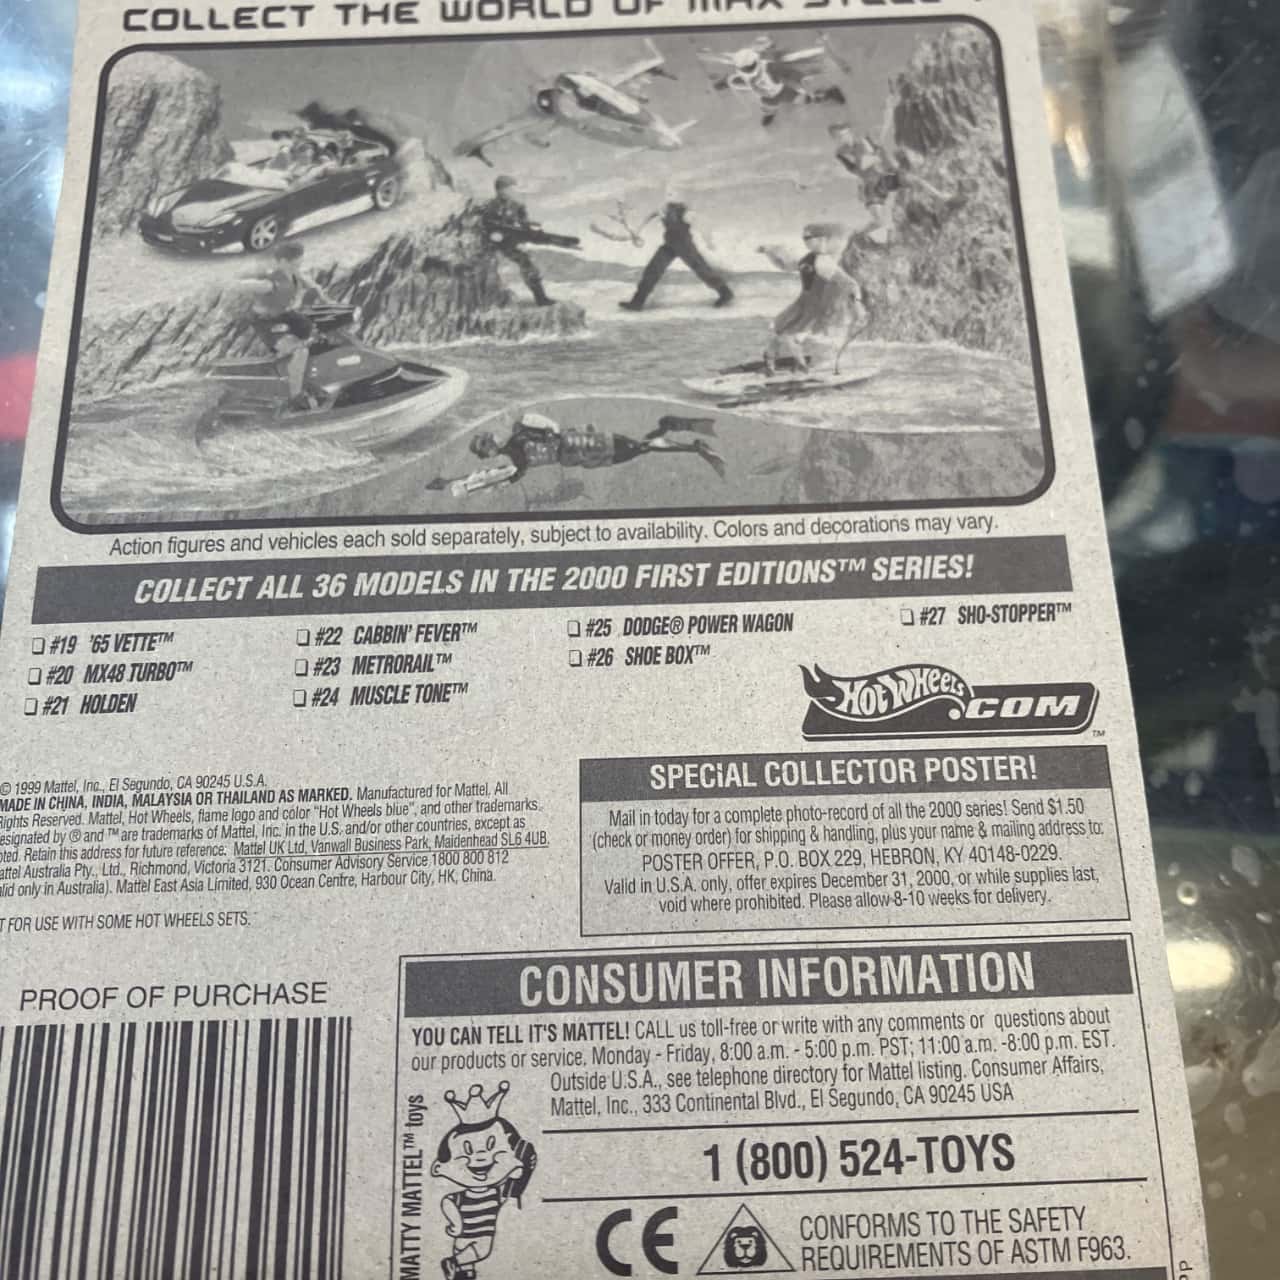 COLLECT THE WORLD OF MAX STEEL
Action figures and vehicles each sold separately, subject to availability. Colors and decorations may vary.
COLLECT ALL 36 MODELS IN THE 2000 FIRST EDITIONS™ SERIES!
#19 '65 VETTE™
#20 MX48 TURBO™
#21 HOLDEN
#22 CABBIN' FEVER™
#23 METRORAIL™
#24 MUSCLE TONE™
#25 DODGE® POWER WAGON
#26 SHOE BOX™
#27 SHO-STOPPER™
HOT WHEELS.COM™
© 1999 Mattel, Inc., El Segundo, CA 90245 U.S.A.
MADE IN CHINA, INDIA, MALAYSIA OR THAILAND AS MARKED. Manufactured for Mattel. All
Rights Reserved. Mattel, Hot Wheels, flame logo and color "Hot Wheels blue", and other trademarks
esignated by ® and ™ are trademarks of Mattel, Inc. in the U.S. and/or other countries, except as
oted. Retain this address for future reference: Mattel UK Ltd, Vanwall Business Park, Maidenhead SL6 4UB.
attel Australia Pty., Ltd., Richmond, Victoria 3121. Consumer Advisory Service 1800 800 812
lid only in Australia). Mattel East Asia Limited, 930 Ocean Centre, Harbour City, HK, China.
T FOR USE WITH SOME HOT WHEELS SETS.
SPECIAL COLLECTOR POSTER!
Mail in today for a complete photo-record of all the 2000 series! Send $1.50
(check or money order) for shipping & handling, plus your name & mailing address to:
POSTER OFFER, P.O. BOX 229, HEBRON, KY 40148-0229.
Valid in U.S.A. only, offer expires December 31, 2000, or while supplies last,
void where prohibited. Please allow 8-10 weeks for delivery.
PROOF OF PURCHASE
CONSUMER INFORMATION
YOU CAN TELL IT'S MATTEL! CALL us toll-free or write with any comments or questions about
our products or service, Monday - Friday, 8:00 a.m. - 5:00 p.m. PST; 11:00 a.m. -8:00 p.m. EST.
Outside U.S.A., see telephone directory for Mattel listing. Consumer Affairs,
Mattel, Inc., 333 Continental Blvd., El Segundo, CA 90245 USA
MATTY MATTEL™ toys
1 (800) 524-TOYS
CE
CONFORMS TO THE SAFETY
REQUIREMENTS OF ASTM F963.